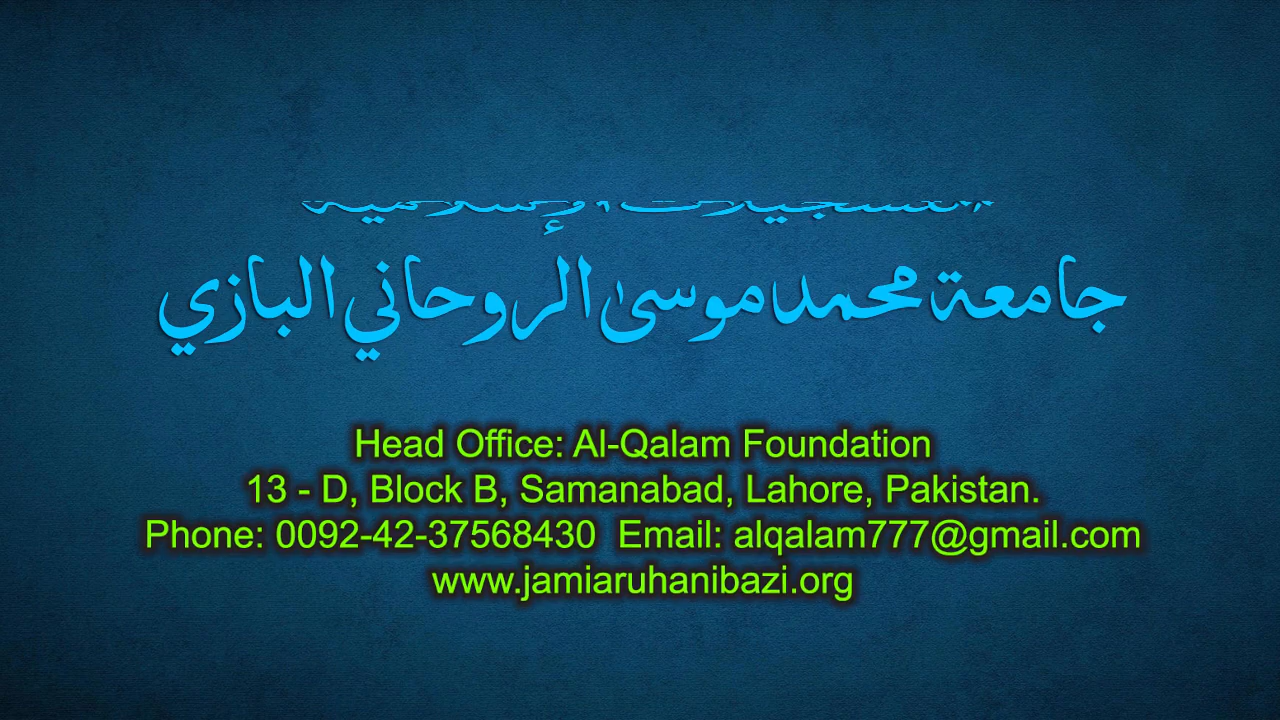 جامعة محمد موسىٰ الروحاني البازي
Head Office: Al-Qalam Foundation
13 - D, Block B, Samanabad, Lahore, Pakistan.
Phone: 0092-42-37568430 Email: alqalam777@gmail.com
www.jamiaruhanibazi.org